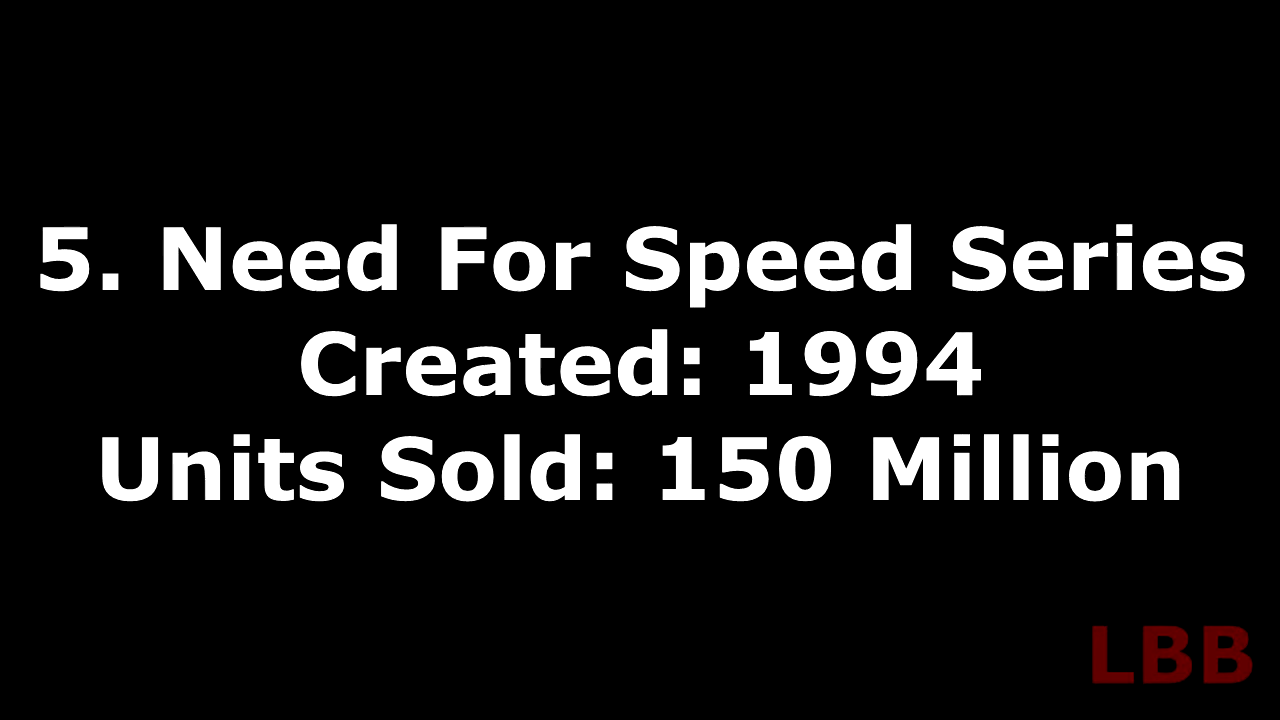 5. Need For Speed Series
Created: 1994
Units Sold: 150 Million
LBB